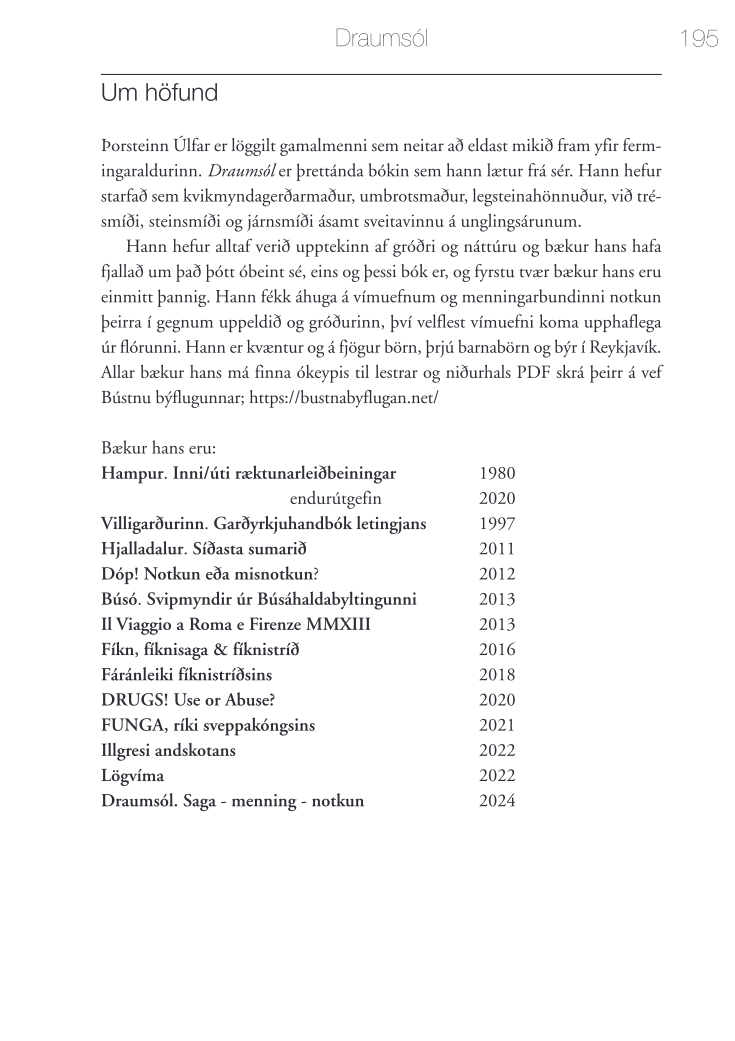 Draumsól 195
Um höfund
Þorsteinn Úlfar er löggilt gamalmenni sem neitar að eldast mikið fram yfir ferm-
ingaraldurinn. Draumsól er þrettánda bókin sem hann lætur frá sér. Hann hefur
starfað sem kvikmyndagerðarmaður, umbrotsmaður, legsteinahönnuður, við tré-
smíði, steinsmíði og járnsmíði ásamt sveitavinnu á unglingsárunum.
Hann hefur alltaf verið upptekinn af gróðri og náttúru og bækur hans hafa
fjallað um það þótt óbeint sé, eins og þessi bók er, og fyrstu tvær bækur hans eru
einmitt þannig. Hann fékk áhuga á vímuefnum og menningarbundinni notkun
þeirra í gegnum uppeldið og gróðurinn, því velflest vímuefni koma upphaflega
úr flórunni. Hann er kvæntur og á fjögur börn, þrjú barnabörn og býr í Reykjavík.
Allar bækur hans má finna ókeypis til lestrar og niðurhals PDF skrá þeirr á vef
Bústnu býflugunnar; https://bustnabyflugan.net/
Bækur hans eru:
Hampur. Inni/úti ræktunarleiðbeiningar 1980
endurútgefin 2020
Villigarðurinn. Garðyrkjuhandbók letingjans 1997
Hjalladalur. Síðasta sumarið 2011
Dóp! Notkun eða misnotkun? 2012
Búsó. Svipmyndir úr Búsáhaldabyltingunni 2013
Il Viaggio a Roma e Firenze MMXIII 2013
Fíkn, fíknisaga & fíknistríð 2016
Fáránleiki fíknistríðsins 2018
DRUGS! Use or Abuse? 2020
FUNGA, ríki sveppakóngsins 2021
Illgresi andskotans 2022
Lögvíma 2022
Draumsól. Saga - menning - notkun 2024